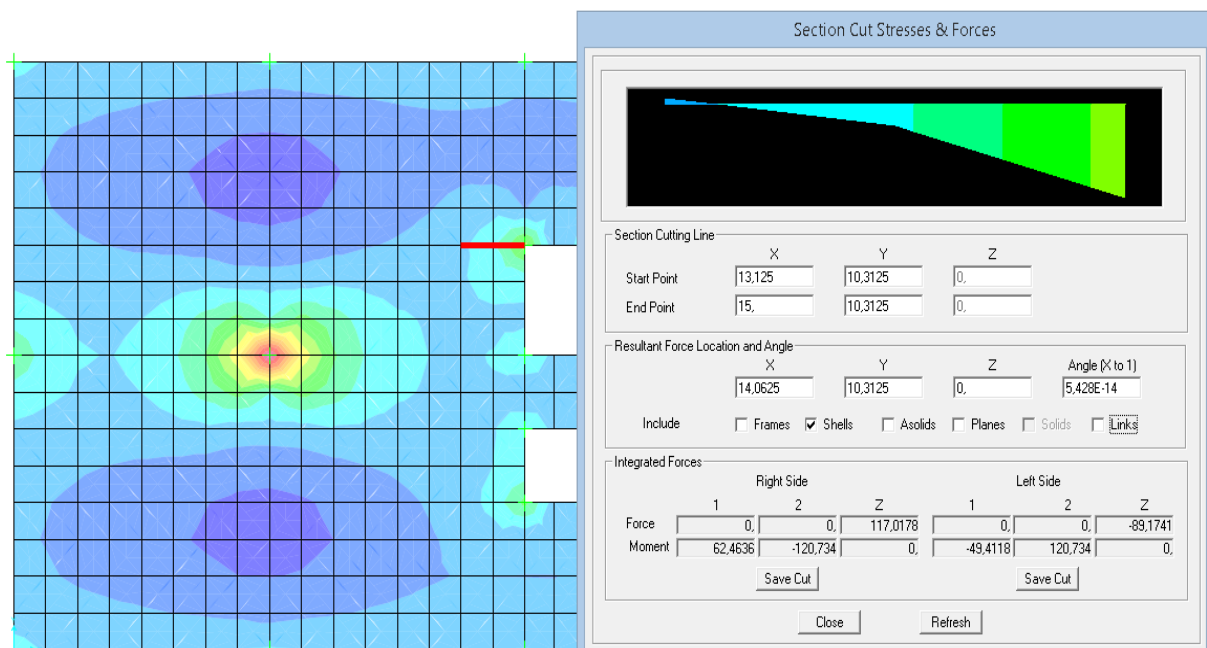 Section Cut Stresses & Forces
Section Cutting Line
X Y Z
Start Point 13,125 10,3125 0,
End Point 15, 10,3125 0,
Resultant Force Location and Angle
X Y Z Angle (X to 1)
14,0625 10,3125 0, 5,428E-14
Include Frames Shells Asolids Planes Solids Links
Integrated Forces
Right Side Left Side
1 2 Z 1 2 Z
Force 0, 0, 117,0178 0, 0, -89,1741
Moment 62,4636 -120,734 0, -49,4118 120,734 0,
Save Cut Save Cut
Close Refresh